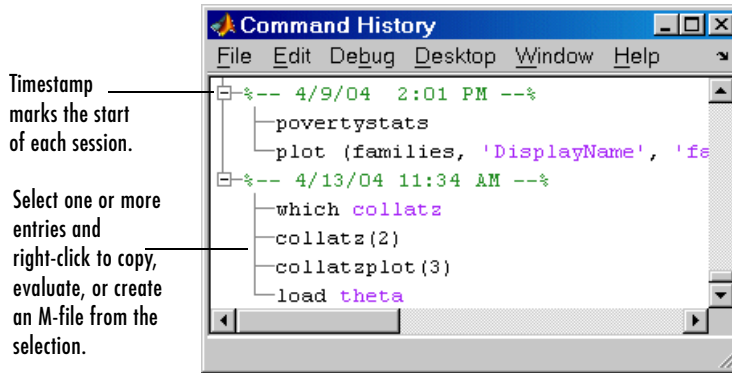 Command History
File Edit Debug Desktop Window Help
Timestamp
marks the start
of each session.
%-- 4/9/04 2:01 PM --%
povertystats
plot (families, 'DisplayName', 'fa
%-- 4/13/04 11:34 AM --%
Select one or more
entries and
right-click to copy,
evaluate, or create
an M-file from the
selection.
which collatz
collatz(2)
collatzplot(3)
load theta